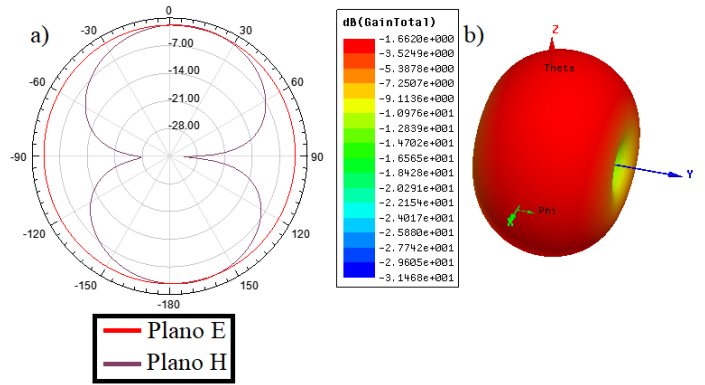 a)
0
-30
30
-7.00
-60
60
-14.00
-21.00
-28.00
-90
90
-120
120
-150
150
-180
Plano E
Plano H
dB(GainTotal)
-1.6620e+000
-3.5249e+000
-5.3878e+000
-7.2507e+000
-9.1136e+000
-1.0976e+001
-1.2839e+001
-1.4702e+001
-1.6565e+001
-1.8428e+001
-2.0291e+001
-2.2154e+001
-2.4017e+001
-2.5880e+001
-2.7742e+001
-2.9605e+001
-3.1468e+001
b)
Z
Theta
Y
Phi
X